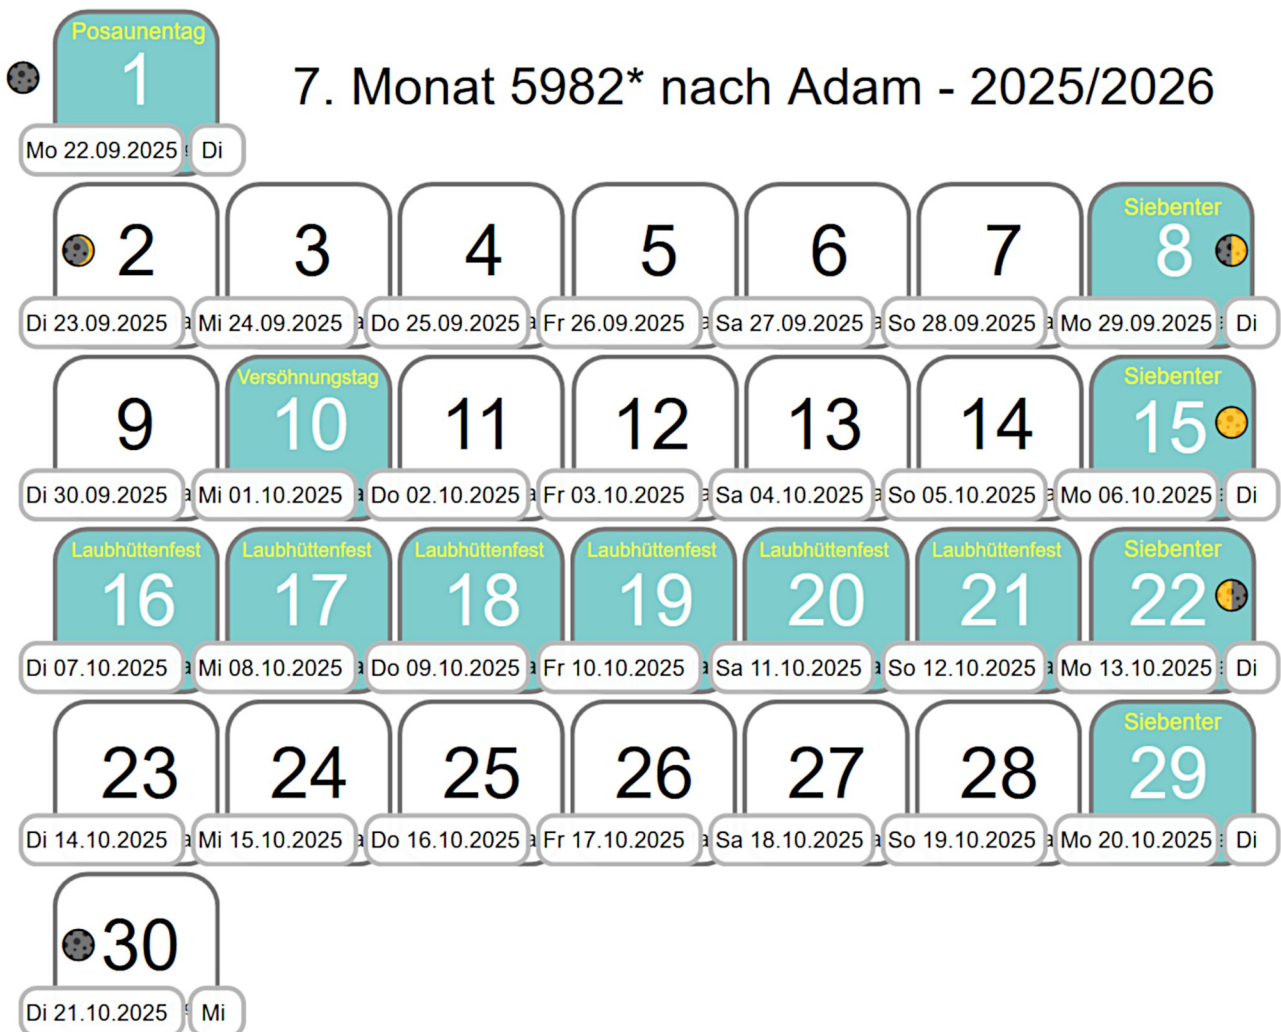 Posaunentag
1
7. Monat 5982* nach Adam - 2025/2026
Mo 22.09.2025 Di
Siebenter
2 3 4 5 6 7 8
Di 23.09.2025 Mi 24.09.2025 Do 25.09.2025 Fr 26.09.2025 Sa 27.09.2025 So 28.09.2025 Mo 29.09.2025 Di
Versöhnungstag Siebenter
9 10 11 12 13 14 15
Di 30.09.2025 Mi 01.10.2025 Do 02.10.2025 Fr 03.10.2025 Sa 04.10.2025 So 05.10.2025 Mo 06.10.2025 Di
Laubhüttenfest Laubhüttenfest Laubhüttenfest Laubhüttenfest Laubhüttenfest Laubhüttenfest Siebenter
16 17 18 19 20 21 22
Di 07.10.2025 Mi 08.10.2025 Do 09.10.2025 Fr 10.10.2025 Sa 11.10.2025 So 12.10.2025 Mo 13.10.2025 Di
Siebenter
23 24 25 26 27 28 29
Di 14.10.2025 Mi 15.10.2025 Do 16.10.2025 Fr 17.10.2025 Sa 18.10.2025 So 19.10.2025 Mo 20.10.2025 Di
30
Di 21.10.2025 Mi